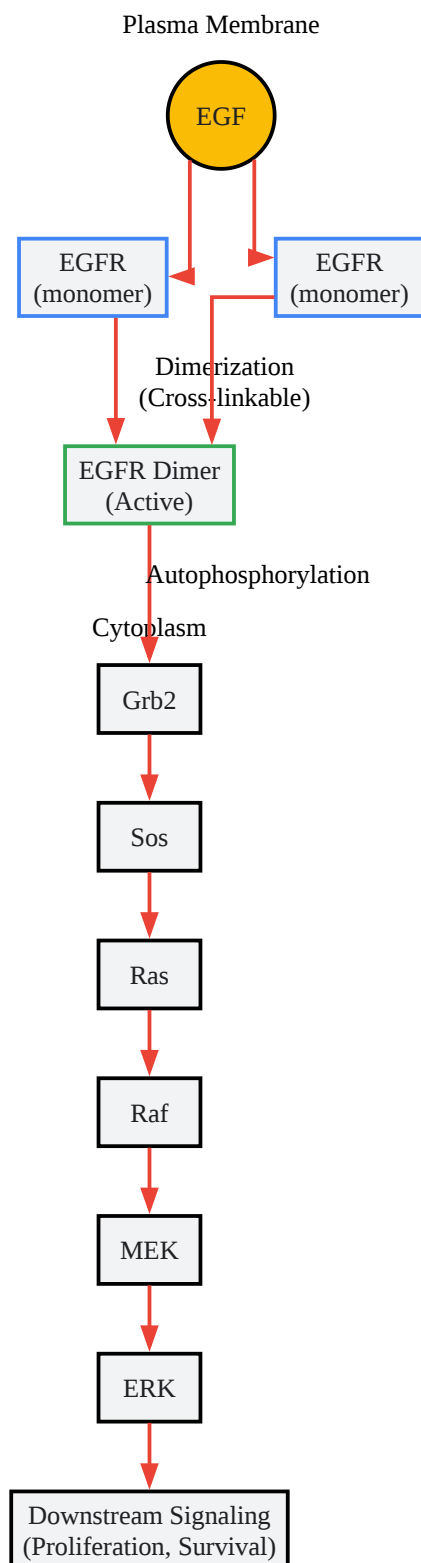 Plasma Membrane
EGF
EGFR
(monomer)
EGFR
(monomer)
Dimerization
(Cross-linkable)
EGFR Dimer
(Active)
Autophosphorylation
Cytoplasm
Grb2
Sos
Ras
Raf
MEK
ERK
Downstream Signaling
(Proliferation, Survival)